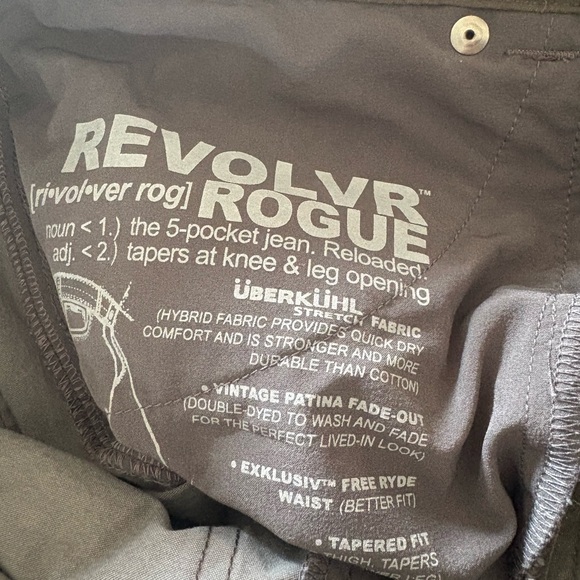 REVOLVR™
[ri•vol•ver rog] ROGUE
noun < 1.) the 5-pocket jean. Reloaded.
adj. < 2.) tapers at knee & leg opening
ÜBERKÜHL
STRETCH FABRIC
(HYBRID FABRIC PROVIDES QUICK DRY
COMFORT AND IS STRONGER AND MORE
DURABLE THAN COTTON)
• VINTAGE PATINA FADE-OUT
(DOUBLE-DYED TO WASH AND FADE
FOR THE PERFECT LIVED-IN LOOK)
• EXKLUSIV™ FREE RYDE
WAIST (BETTER FIT)
• TAPERED FIT
THIGH, TAPERS